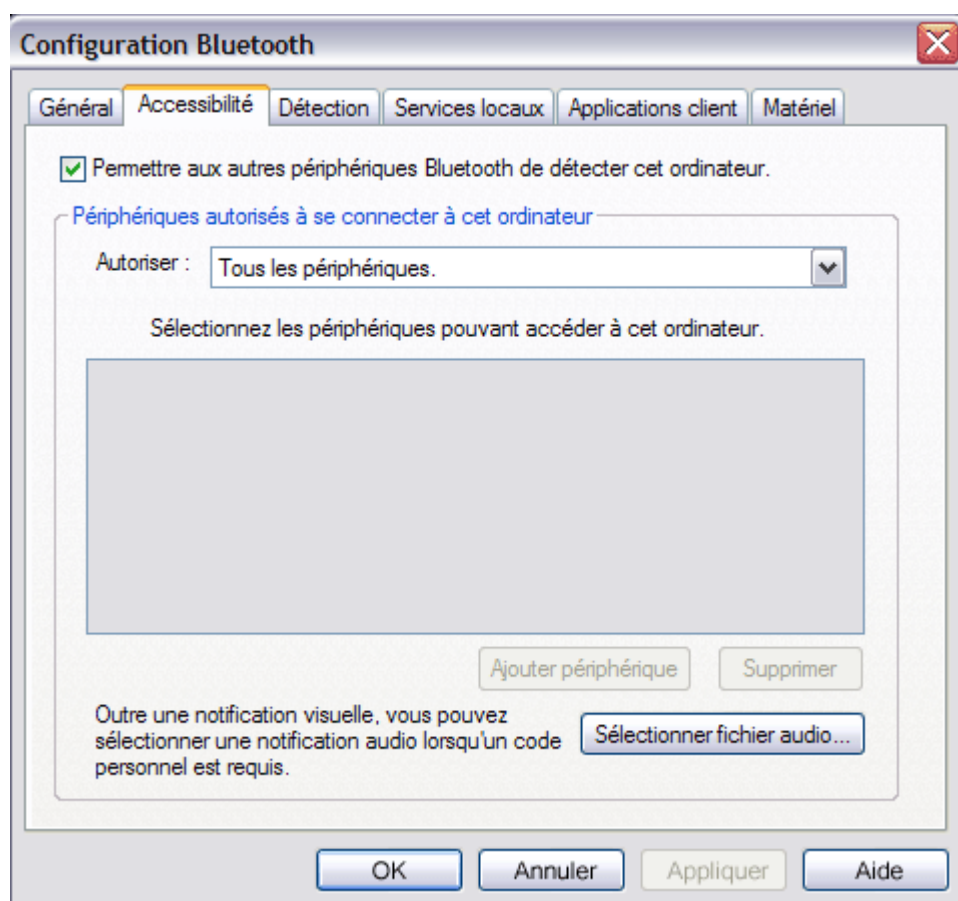 Configuration Bluetooth
Général Accessibilité Détection Services locaux Applications client Matériel
Permettre aux autres périphériques Bluetooth de détecter cet ordinateur.
Périphériques autorisés à se connecter à cet ordinateur
Autoriser : Tous les périphériques.
Sélectionnez les périphériques pouvant accéder à cet ordinateur.
Ajouter périphérique Supprimer
Outre une notification visuelle, vous pouvez
sélectionner une notification audio lorsqu'un code
personnel est requis.
Sélectionner fichier audio...
OK Annuler Appliquer Aide